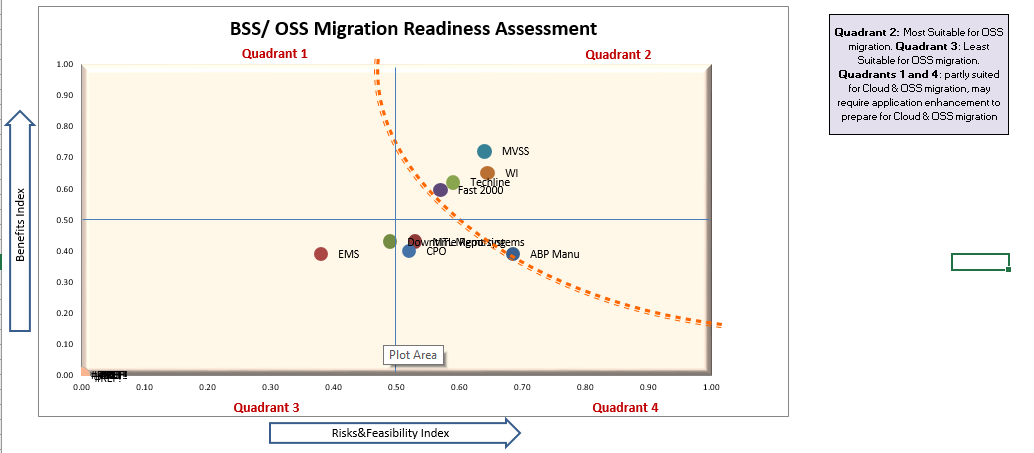 BSS/ OSS Migration Readiness Assessment
Quadrant 1
Quadrant 2
Quadrant 2: Most Suitable for OSS
migration. Quadrant 3: Least
Suitable for OSS migration.
Quadrants 1 and 4: partly suited
for Cloud & OSS migration, may
require application enhancement to
prepare for Cloud & OSS migration
Benefits Index
1.00
0.90
0.80
0.70
0.60
0.50
0.40
0.30
0.20
0.10
0.00
MVSS
WI
Techline
Fast 2000
Downtime Mgmt
CPO
EMS
ABP Manu
Plot Area
#REF!
0.00 0.10 0.20 0.30 0.40 0.50 0.60 0.70 0.80 0.90 1.00
Quadrant 3
Quadrant 4
Risks&Feasibility Index